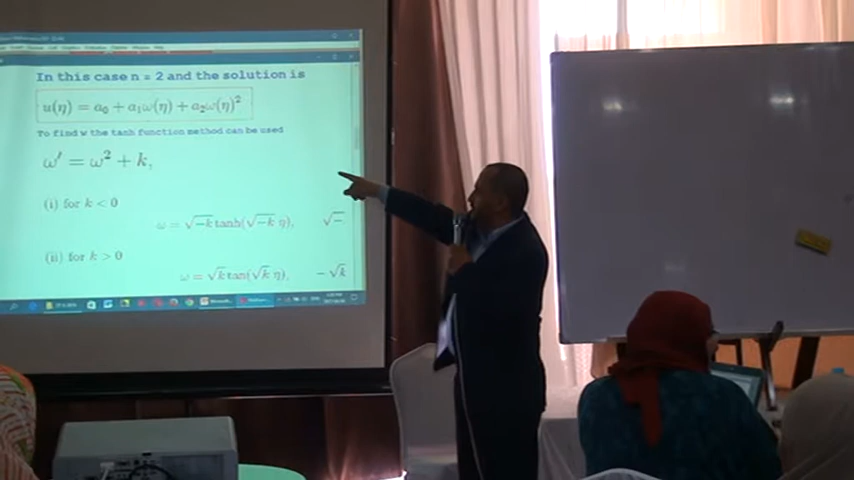 In this case n = 2 and the solution is
u(η) = a₀ + a₁ω(η) + a₂ω(η)²
To find w the tanh function method can be used
ω′ = ω² + k,
(i) for k < 0
ω = √−k tanh(√−k η), √−
(ii) for k > 0
ω = √k tan(√k η), −√k